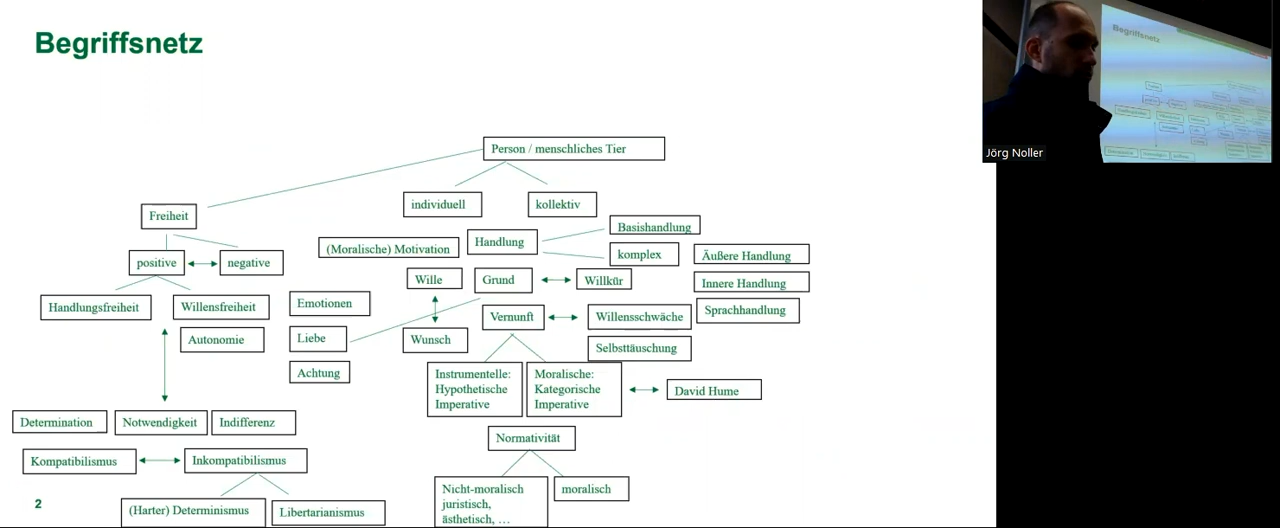 Begriffsnetz
Begriffsnetz
Jörg Noller
Person / menschliches Tier
individuell
kollektiv
Freiheit
Basishandlung
Handlung
(Moralische) Motivation
komplex
Äußere Handlung
positive
negative
Wille
Grund
Willkür
Innere Handlung
Handlungsfreiheit
Willensfreiheit
Emotionen
Sprachhandlung
Vernunft
Willensschwäche
Autonomie
Liebe
Wunsch
Selbsttäuschung
Achtung
Instrumentelle:
Hypothetische
Imperative
Moralische:
Kategorische
Imperative
David Hume
Determination
Notwendigkeit
Indifferenz
Normativität
Kompatibilismus
Inkompatibilismus
Nicht-moralisch
juristisch,
ästhetisch, …
moralisch
2
(Harter) Determinismus
Libertarianismus